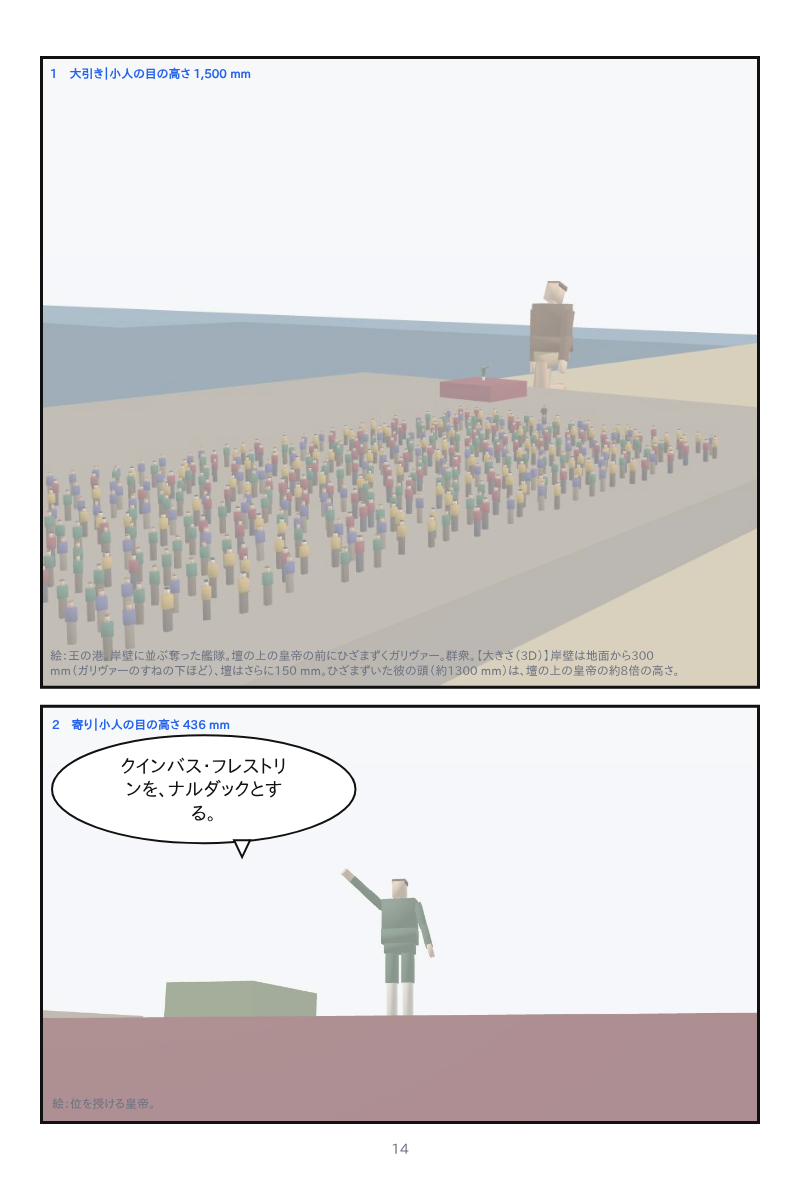 1 大引き|小人の目の高さ1,500 mm
絵：王の港。岸壁に並ぶ奪った艦隊。壇の上の皇帝の前にひざまずくガリヴァー。群衆。【大きさ（3D）】岸壁は地面から300
mm（ガリヴァーのすねの下ほど）、壇はさらに150 mm。ひざまずいた彼の頭（約1300 mm）は、壇の上の皇帝の約8倍の高さ。
2 寄り|小人の目の高さ436 mm
クインバス・フレストリ
ンを、ナルダックとす
る。
絵：位を授ける皇帝。
14